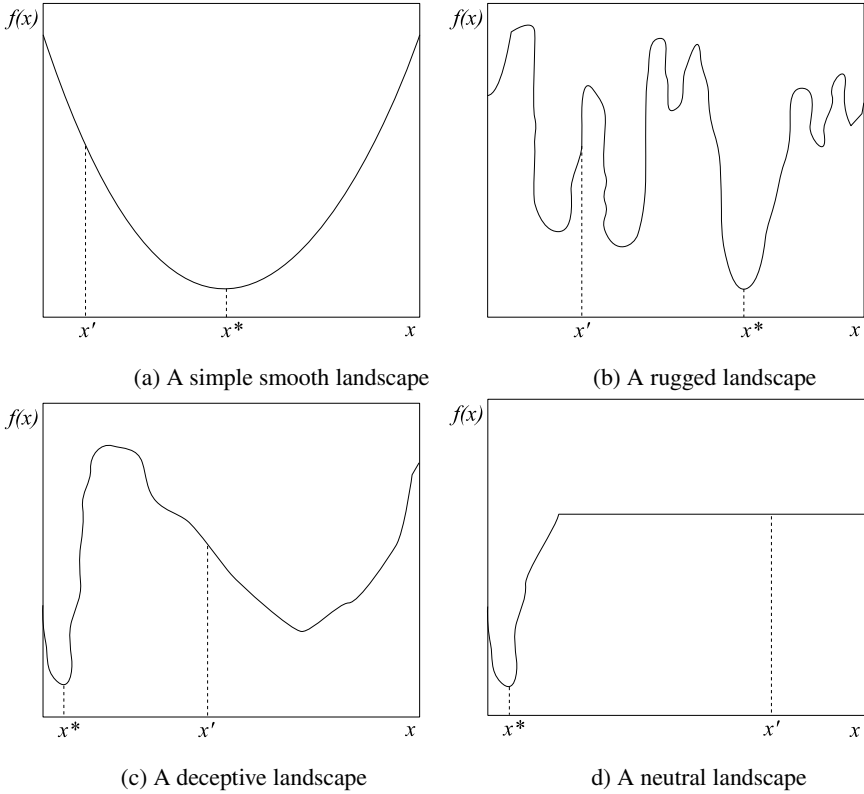 f(x)
x'
x*
x
(a) A simple smooth landscape
f(x)
x'
x*
x
(b) A rugged landscape
f(x)
x*
x'
x
(c) A deceptive landscape
f(x)
x*
x'
x
d) A neutral landscape